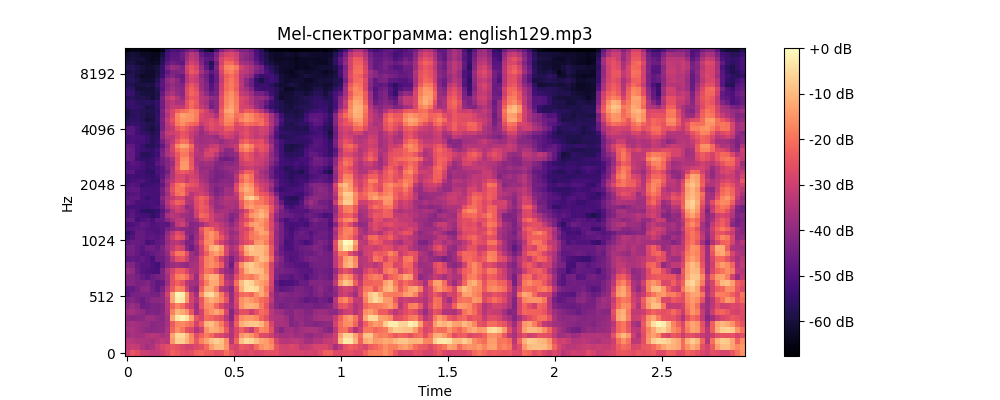 Mel-спектрограмма: english129.mp3
+0 dB
8192
-10 dB
4096
-20 dB
2048
-30 dB
Hz
1024
-40 dB
512
-50 dB
-60 dB
0
0 0.5 1 1.5 2 2.5
Time